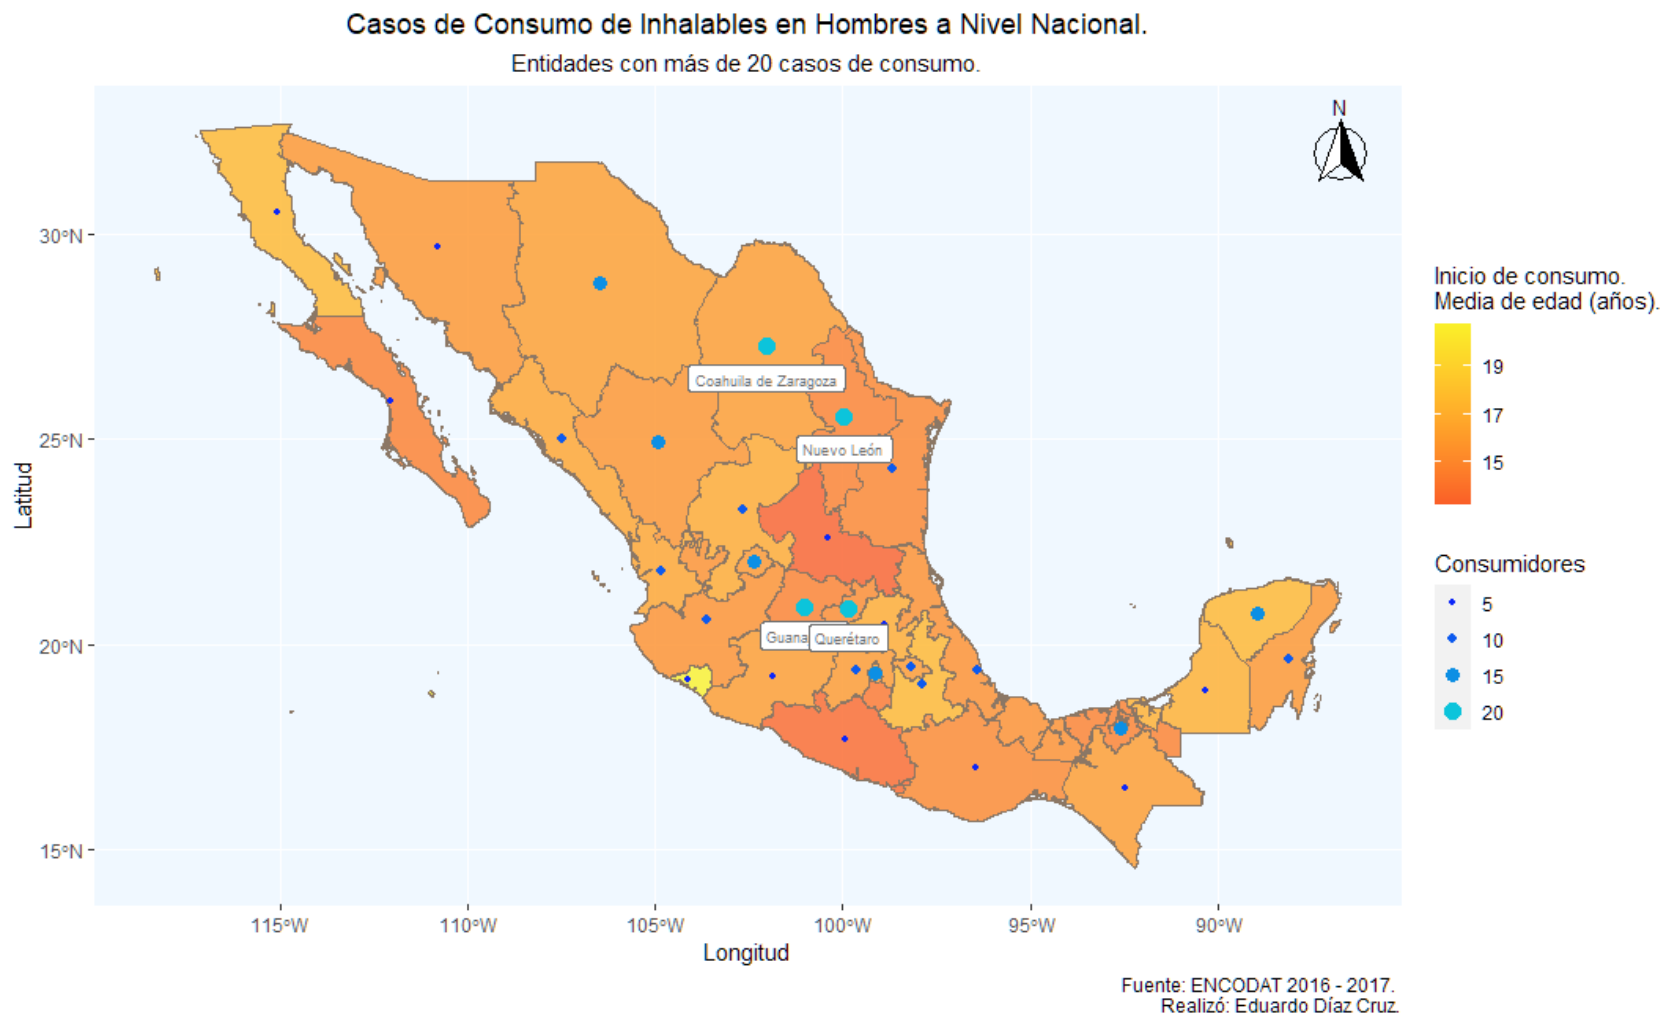 Casos de Consumo de Inhalables en Hombres a Nivel Nacional.
Entidades con más de 20 casos de consumo.
N
30°N
25°N
20°N
15°N
Latitud
Coahuila de Zaragoza
Nuevo León
Guana
Querétaro
115°W
110°W
105°W
100°W
95°W
90°W
Longitud
Inicio de consumo.
Media de edad (años).
19
17
15
Consumidores
5
10
15
20
Fuente: ENCODAT 2016 - 2017.
Realizó: Eduardo Díaz Cruz.